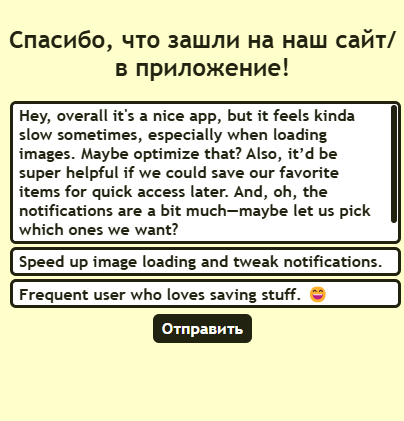 Спасибо, что зашли на наш сайт/
в приложение!
Hey, overall it's a nice app, but it feels kinda
slow sometimes, especially when loading
images. Maybe optimize that? Also, it’d be
super helpful if we could save our favorite
items for quick access later. And, oh, the
notifications are a bit much—maybe let us pick
which ones we want?
Speed up image loading and tweak notifications.
Frequent user who loves saving stuff. 😄
Отправить